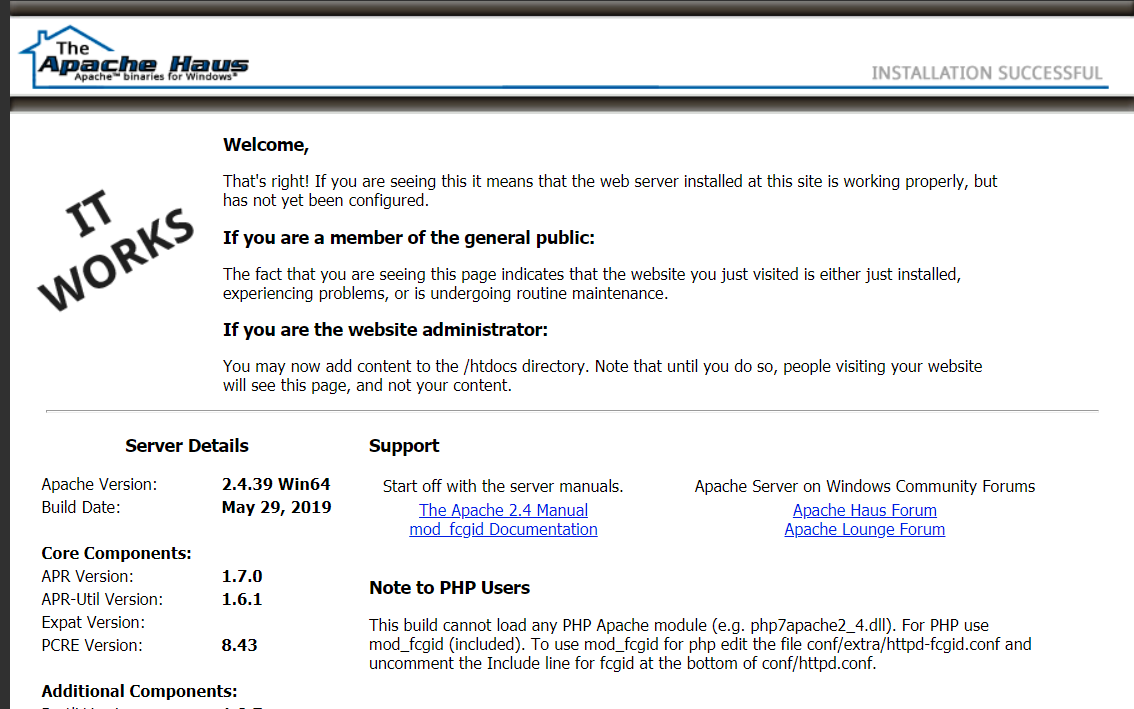 The
Apache Haus
Apache™ binaries for Windows®
INSTALLATION SUCCESSFUL
IT
WORKS
Welcome,
That's right! If you are seeing this it means that the web server installed at this site is working properly, but
has not yet been configured.
If you are a member of the general public:
The fact that you are seeing this page indicates that the website you just visited is either just installed,
experiencing problems, or is undergoing routine maintenance.
If you are the website administrator:
You may now add content to the /htdocs directory. Note that until you do so, people visiting your website
will see this page, and not your content.
Server Details
Apache Version: 2.4.39 Win64
Build Date: May 29, 2019
Core Components:
APR Version: 1.7.0
APR-Util Version: 1.6.1
Expat Version:
PCRE Version: 8.43
Additional Components:
Support
Start off with the server manuals.
The Apache 2.4 Manual
mod_fcgid Documentation
Apache Server on Windows Community Forums
Apache Haus Forum
Apache Lounge Forum
Note to PHP Users
This build cannot load any PHP Apache module (e.g. php7apache2_4.dll). For PHP use
mod_fcgid (included). To use mod_fcgid for php edit the file conf/extra/httpd-fcgid.conf and
uncomment the Include line for fcgid at the bottom of conf/httpd.conf.